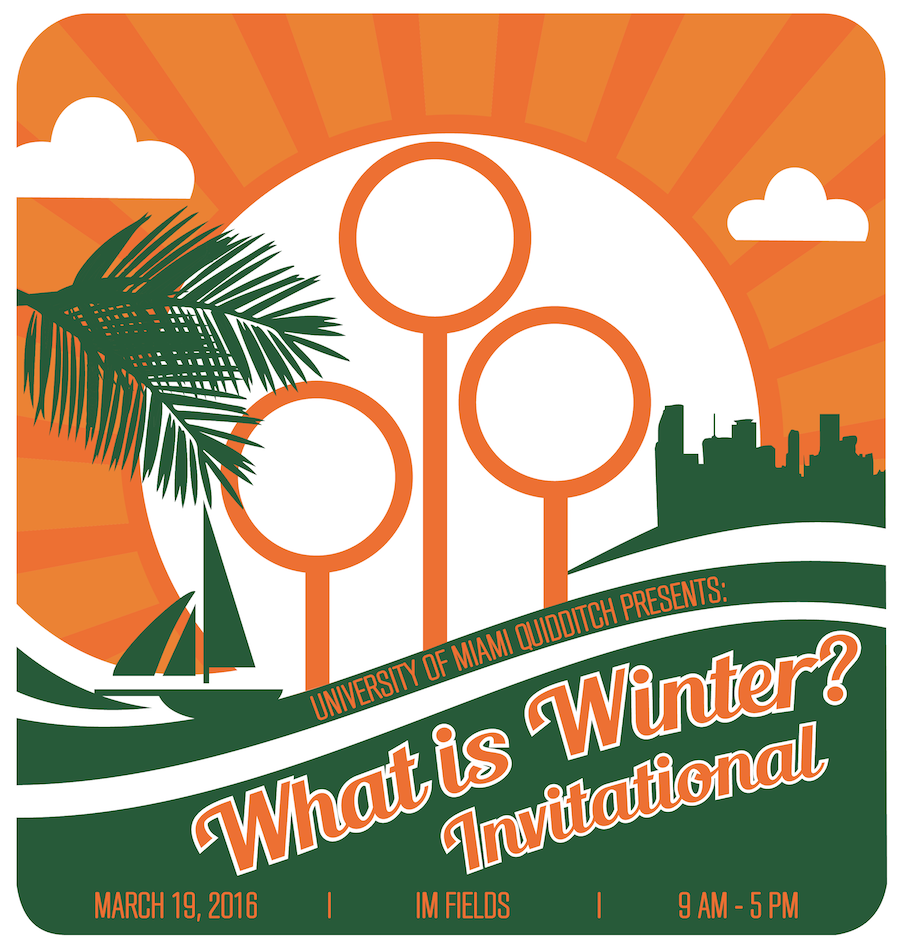 UNIVERSITY OF MIAMI QUIDDITCH PRESENTS:
What is Winter?
Invitational
MARCH 19, 2016 | IM FIELDS | 9 AM - 5 PM